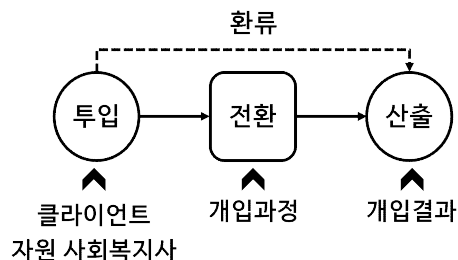 환류
투입
전환
산출
클라이언트
자원 사회복지사
개입과정
개입결과